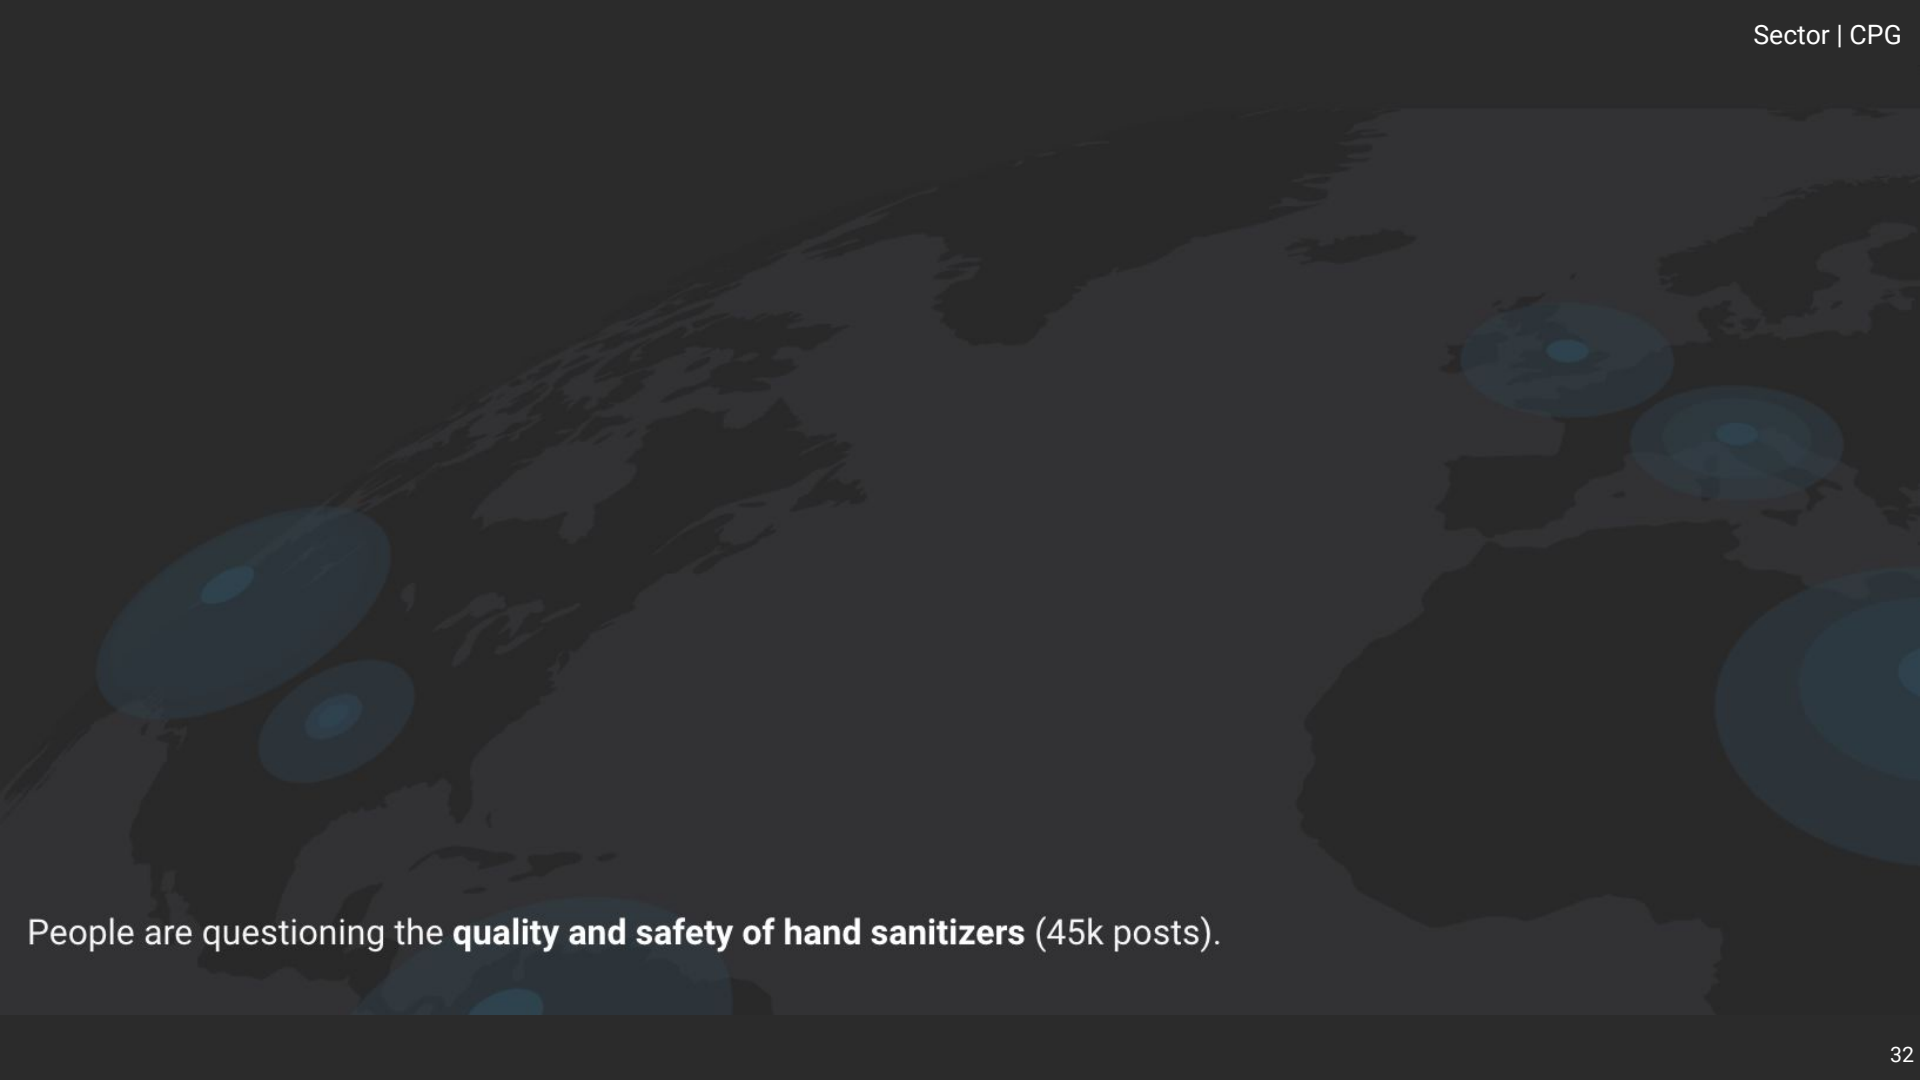 Sector | CPG
People are questioning the quality and safety of hand sanitizers (45k posts).
32